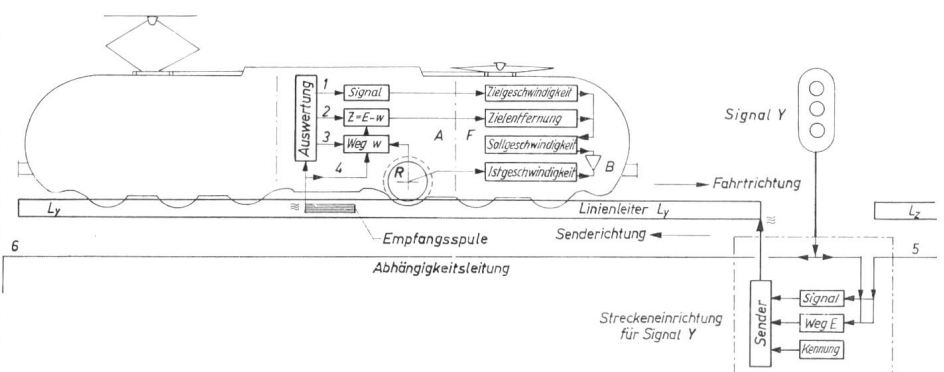 Auswertung
1
Signal
2
Z=E-w
3
Weg w
4
A
F
R
Zielgeschwindigkeit
Zielentfernung
Sollgeschwindigkeit
Istgeschwindigkeit
B
Signal Y
Fahrtrichtung
Ly
Linienleiter Ly
Lz
Empfangsspule
Senderichtung
6
5
Abhängigkeitsleitung
Streckeneinrichtung
für Signal Y
Sender
Signal
Weg E
Kennung